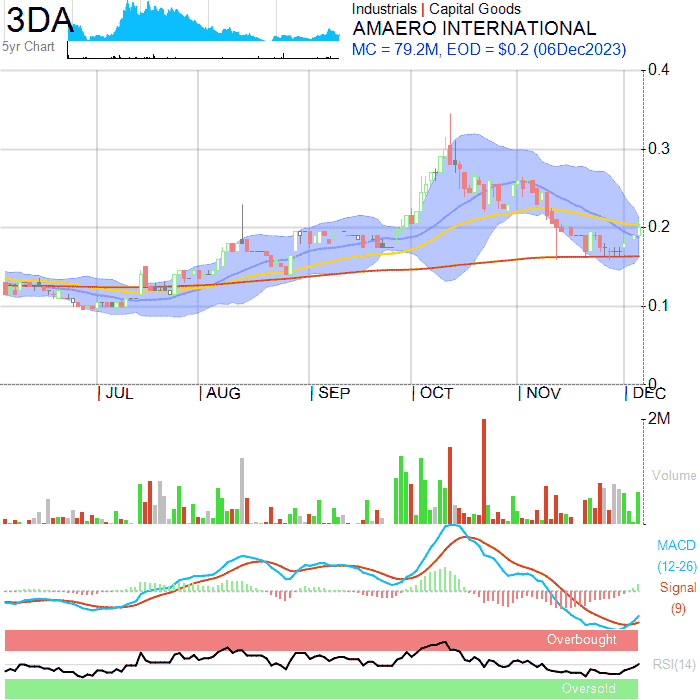 3DA
5yr Chart
Industrials | Capital Goods
AMAERO INTERNATIONAL
MC = 79.2M, EOD = $0.2 (06Dec2023)
0.4
0.3
0.2
0.1
0
JUL AUG SEP OCT NOV DEC
2M
Volume
MACD
(12-26)
Signal
(9)
Overbought
RSI(14)
Oversold